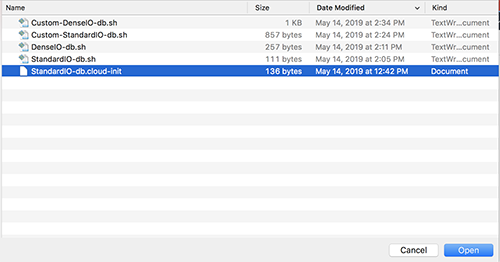 Name Size Date Modified Kind
Custom-DenseIO-db.sh 1 KB May 14, 2019 at 2:34 PM TextWr...cument
Custom-StandardIO-db.sh 857 bytes May 14, 2019 at 2:24 PM TextWr...cument
DenseIO-db.sh 257 bytes May 14, 2019 at 2:11 PM TextWr...cument
StandardIO-db.sh 111 bytes May 14, 2019 at 2:05 PM TextWr...cument
StandardIO-db.cloud-init 136 bytes May 14, 2019 at 12:42 PM Document
Cancel Open